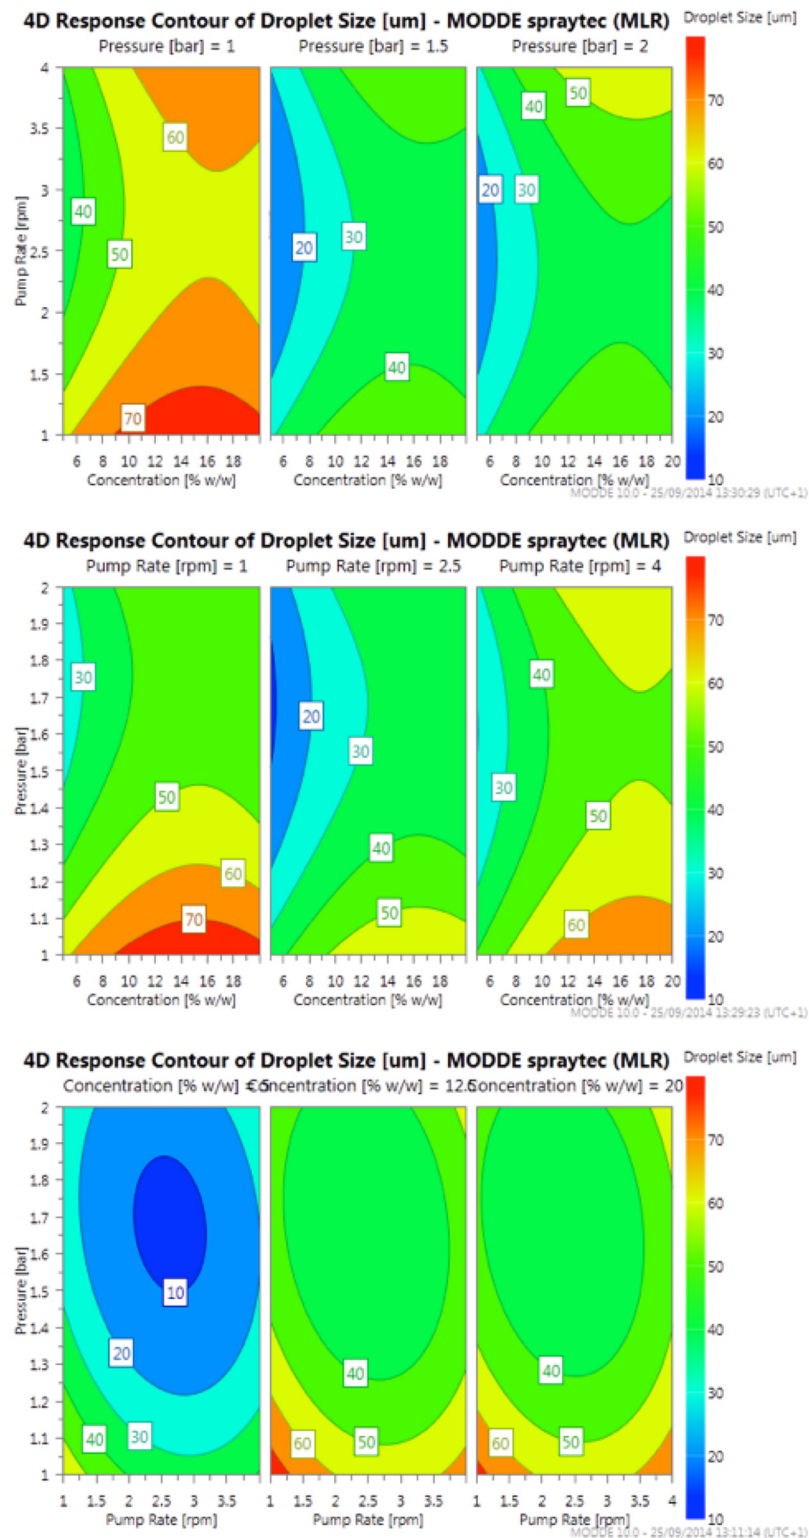 4D Response Contour of Droplet Size [um] - MODDE spraytec (MLR)
Droplet Size [um]
Pressure [bar] = 1
Pressure [bar] = 1.5
Pressure [bar] = 2
Pump Rate [rpm]
4
3.5
3
2.5
2
1.5
1
60
40
50
70
20
30
40
50
40
20
30
70
60
50
40
30
20
10
6 8 10 12 14 16 18
6 8 10 12 14 16 18
6 8 10 12 14 16 18 20
Concentration [% w/w]
Concentration [% w/w]
Concentration [% w/w]
MODDE 10.0 - 25/09/2014 13:30:29 (UTC+1)
4D Response Contour of Droplet Size [um] - MODDE spraytec (MLR)
Droplet Size [um]
Pump Rate [rpm] = 1
Pump Rate [rpm] = 2.5
Pump Rate [rpm] = 4
Pressure [bar]
2
1.9
1.8
1.7
1.6
1.5
1.4
1.3
1.2
1.1
1
30
50
60
70
20
30
40
50
40
30
50
60
70
60
50
40
30
20
10
6 8 10 12 14 16 18
6 8 10 12 14 16 18
6 8 10 12 14 16 18 20
Concentration [% w/w]
Concentration [% w/w]
Concentration [% w/w]
MODDE 10.0 - 25/09/2014 13:29:23 (UTC+1)
4D Response Contour of Droplet Size [um] - MODDE spraytec (MLR)
Droplet Size [um]
Concentration [% w/w] = 5
Concentration [% w/w] = 12.5
Concentration [% w/w] = 20
Pressure [bar]
2
1.9
1.8
1.7
1.6
1.5
1.4
1.3
1.2
1.1
1
10
20
40
30
40
60
50
40
60
50
70
60
50
40
30
20
10
1 1.5 2 2.5 3 3.5
1 1.5 2 2.5 3 3.5
1 1.5 2 2.5 3 3.5 4
Pump Rate [rpm]
Pump Rate [rpm]
Pump Rate [rpm]
MODDE 10.0 - 25/09/2014 13:11:14 (UTC+1)